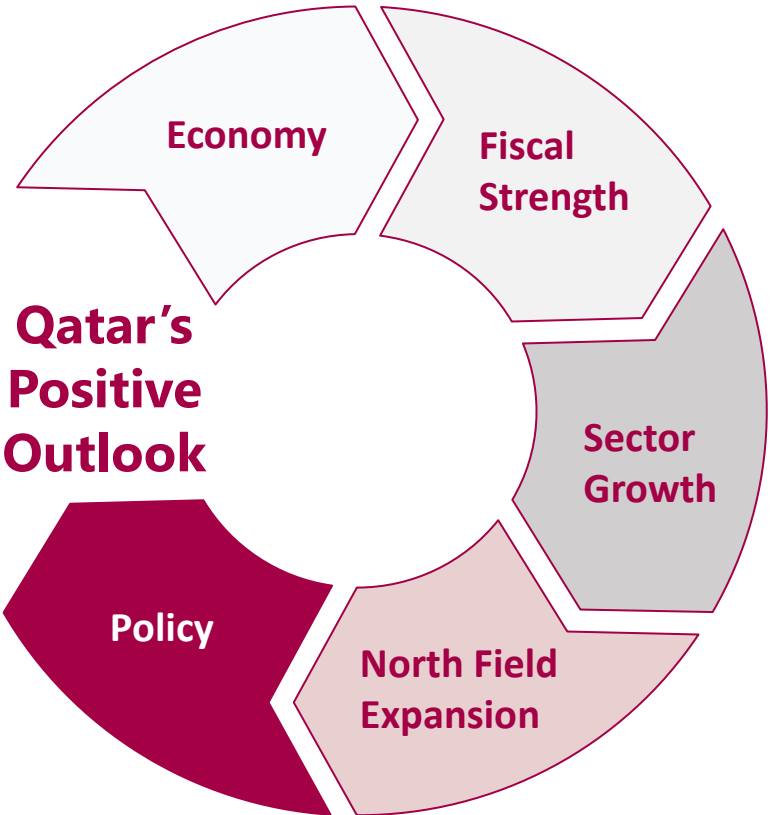 Economy
Fiscal
Strength
Qatar’s
Positive
Outlook
Sector
Growth
Policy
North Field
Expansion